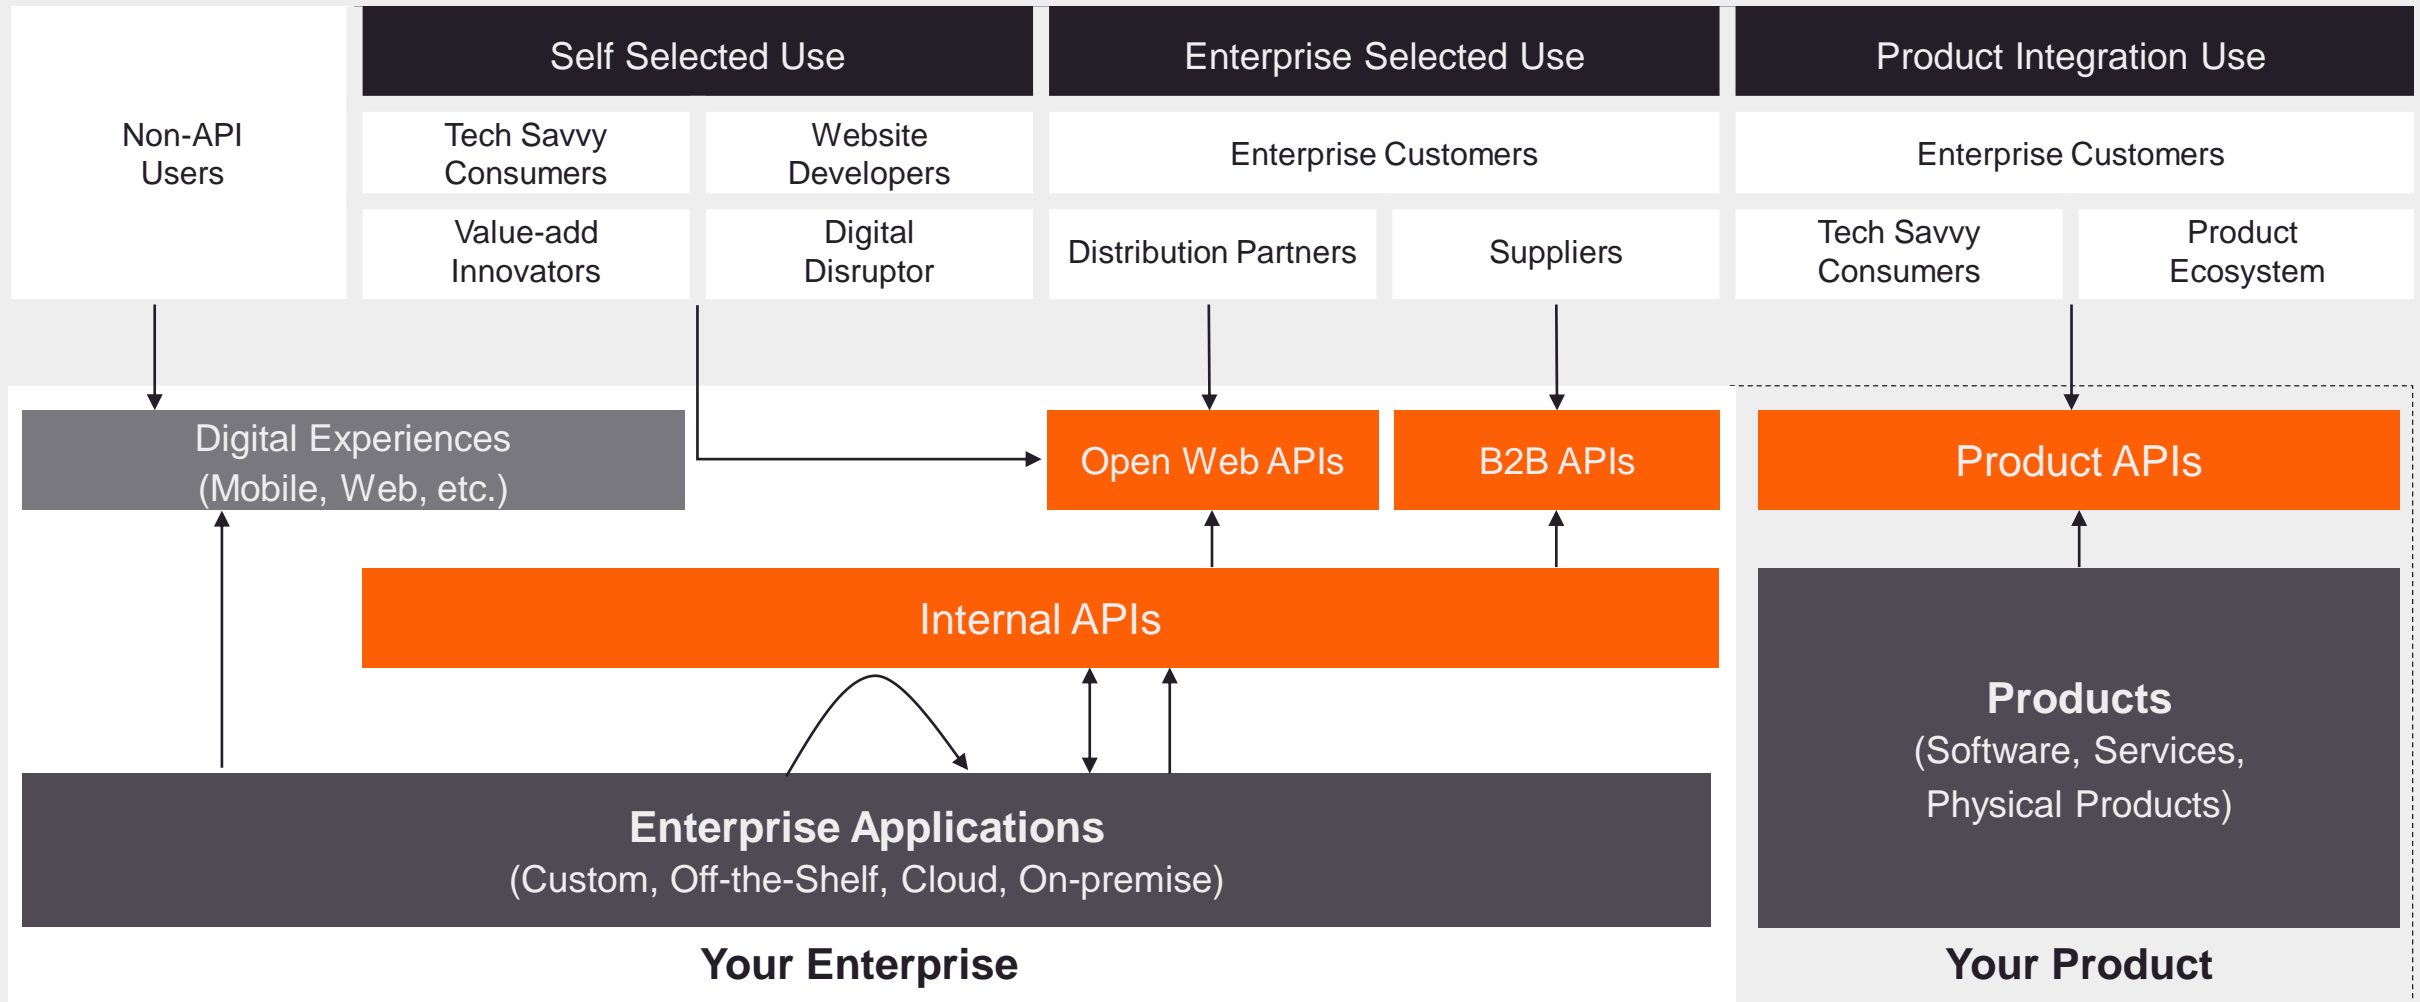 Self Selected Use
Enterprise Selected Use
Product Integration Use
Non-API
Users
Tech Savvy
Consumers
Website
Developers
Enterprise Customers
Enterprise Customers
Value-add
Innovators
Digital
Disruptor
Distribution Partners
Suppliers
Tech Savvy
Consumers
Product
Ecosystem
Digital Experiences
(Mobile, Web, etc.)
Open Web APIs
B2B APIs
Product APIs
Internal APIs
Products
(Software, Services,
Physical Products)
Enterprise Applications
(Custom, Off-the-Shelf, Cloud, On-premise)
Your Enterprise
Your Product